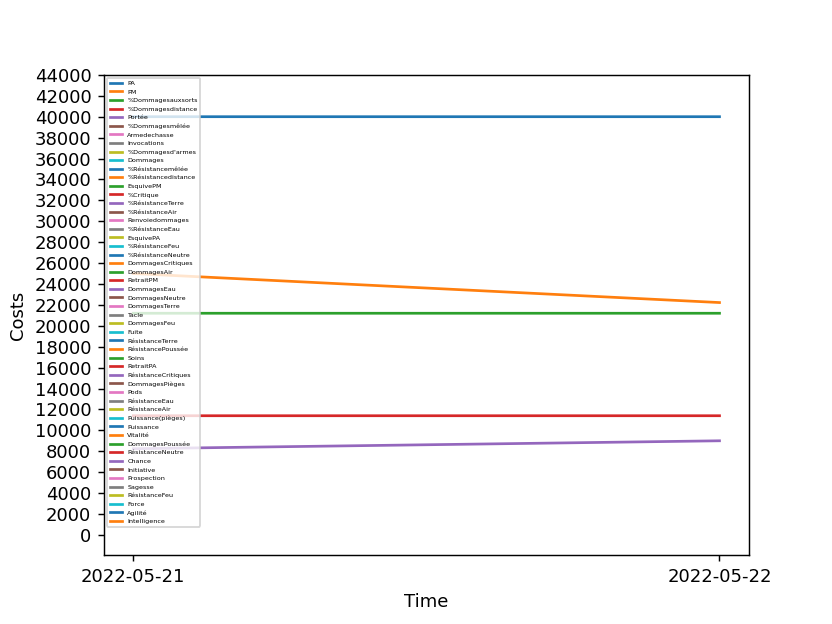 44000
42000
40000
38000
36000
34000
32000
30000
28000
26000
24000
22000
20000
18000
16000
14000
12000
10000
8000
6000
4000
2000
0
Costs
PA
PM
%Dommagesauxsorts
%Dommagesdistance
Portée
%Dommagesmêlée
Armedechasse
Invocations
%Dommagesd'armes
Dommages
%Résistancemêlée
%Résistancedistance
EsquivePM
%Critique
%RésistanceTerre
%RésistanceAir
Renvoiedommages
%RésistanceEau
EsquivePA
%RésistanceFeu
%RésistanceNeutre
DommagesCritiques
DommagesAir
RetraitPM
DommagesEau
DommagesNeutre
DommagesTerre
Tacle
DommagesFeu
Fuite
RésistanceTerre
RésistancePoussée
Soins
RetraitPA
RésistanceCritiques
DommagesPièges
Pods
RésistanceEau
RésistanceAir
Puissance(pièges)
Puissance
Vitalité
DommagesPoussée
RésistanceNeutre
Chance
Initiative
Prospection
Sagesse
RésistanceFeu
Force
Agilité
Intelligence
2022-05-21 2022-05-22
Time